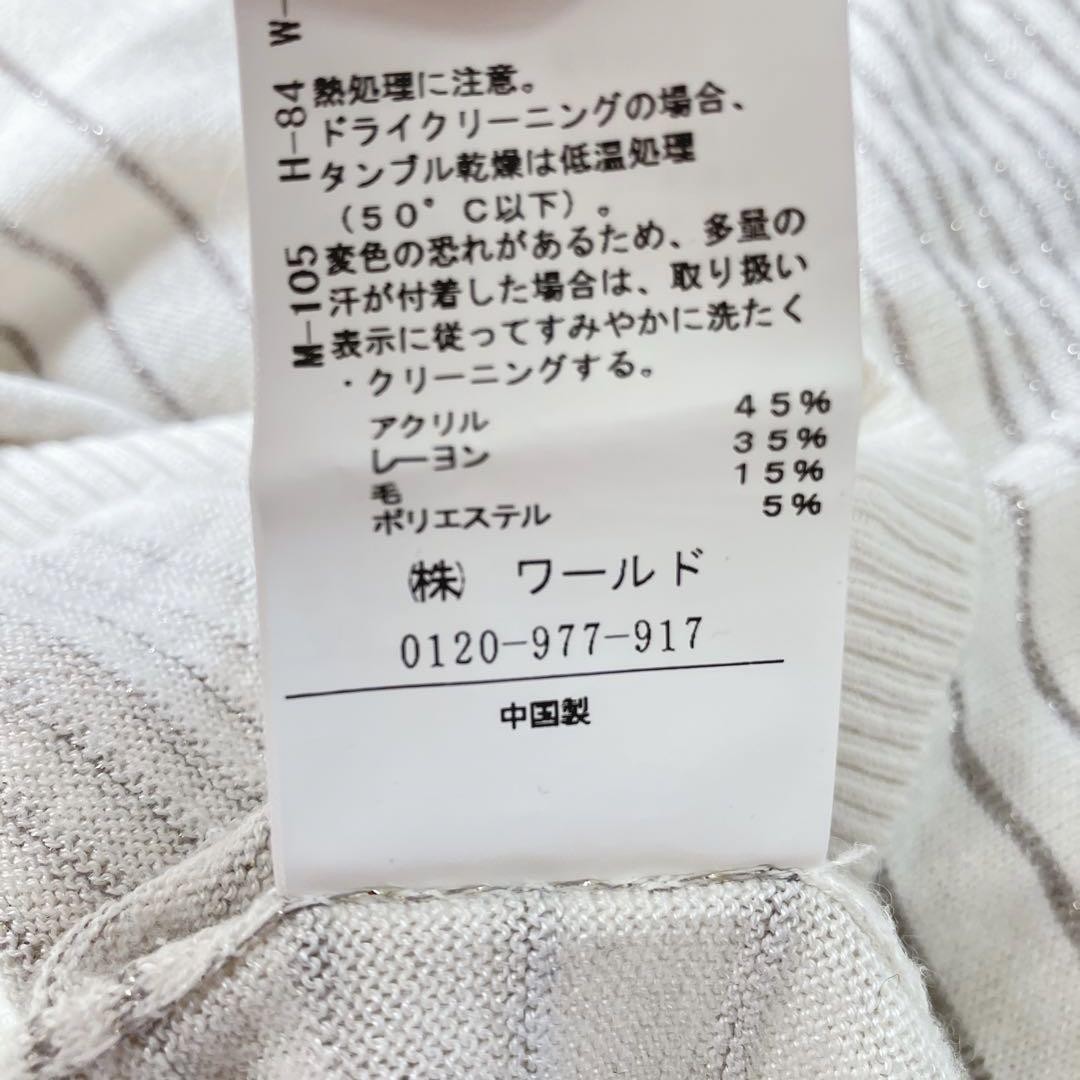 熱処理に注意。
ドライクリーニングの場合、
タンブル乾燥は低温処理
（５０°Ｃ以下）。
変色の恐れがあるため、多量の
汗が付着した場合は、取り扱い
表示に従ってすみやかに洗たく
・クリーニングする。
アクリル ４５％
レーヨン ３５％
毛 １５％
ポリエステル ５％
㈱ ワールド
0120-977-917
中国製
M-105 H-84 W-